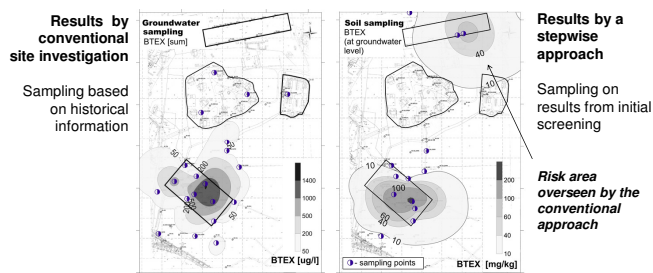 Results by
conventional
site investigation
Sampling based
on historical
information
Groundwater
sampling
BTEX [sum]
50
200
50
50
1400
1000
500
200
50
BTEX [ug/l]
Soil sampling
BTEX
(at groundwater
level)
40
10
10
100
60
40
10
200
100
60
40
10
BTEX [mg/kg]
- sampling points
Results by a
stepwise
approach
Sampling on
results from initial
screening
Risk area
overseen by the
conventional
approach